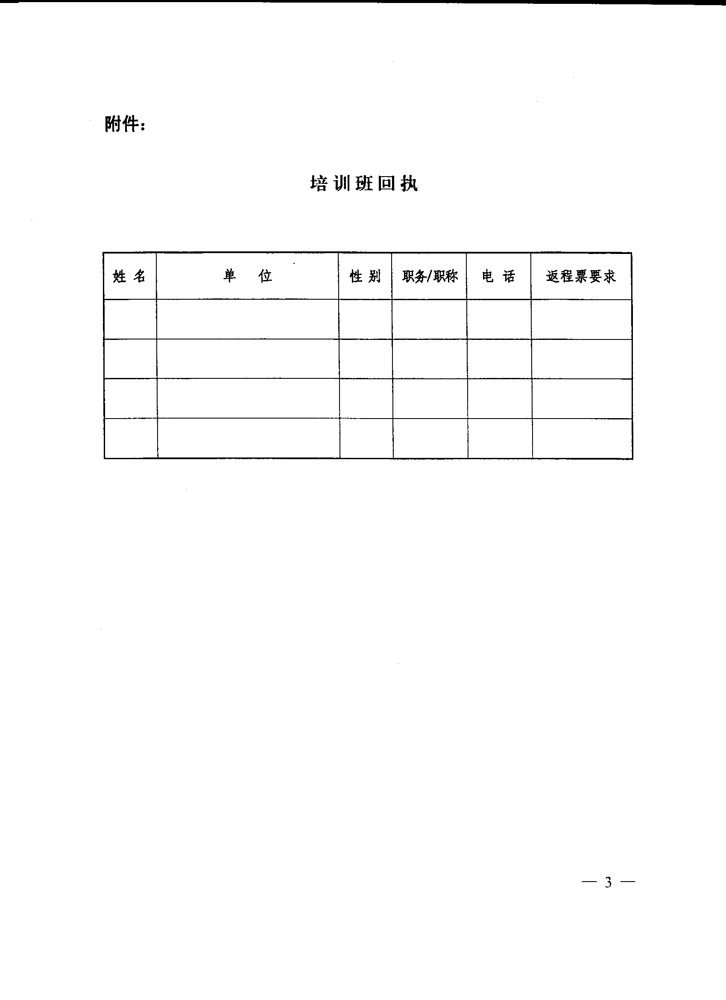 附件：
培训班回执
姓名 单位 性别 职务/职称 电话 返程票要求
— 3 —